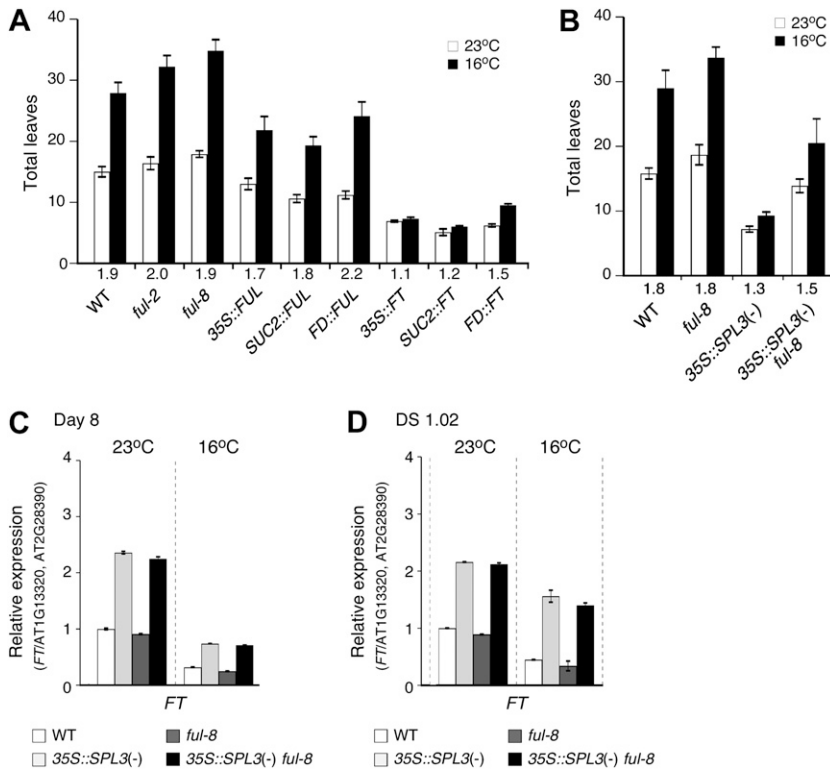 A
Total leaves
40
30
20
10
0
23°C
16°C
1.9 2.0 1.9 1.7 1.8 2.2 1.1 1.2 1.5
WT ful-2 ful-8 35S::FUL SUC2::FUL FD::FUL 35S::FT SUC2::FT FD::FT
B
Total leaves
40
30
20
10
0
23°C
16°C
1.8 1.8 1.3 1.5
WT ful-8 35S::SPL3(-) 35S::SPL3(-)
ful-8
C Day 8
23°C 16°C
Relative expression
(FT/AT1G13320, AT2G28390)
4
3
2
1
0
FT
WT ful-8
35S::SPL3(-) 35S::SPL3(-) ful-8
D DS 1.02
23°C 16°C
Relative expression
(FT/AT1G13320, AT2G28390)
4
3
2
1
0
FT
WT ful-8
35S::SPL3(-) 35S::SPL3(-) ful-8